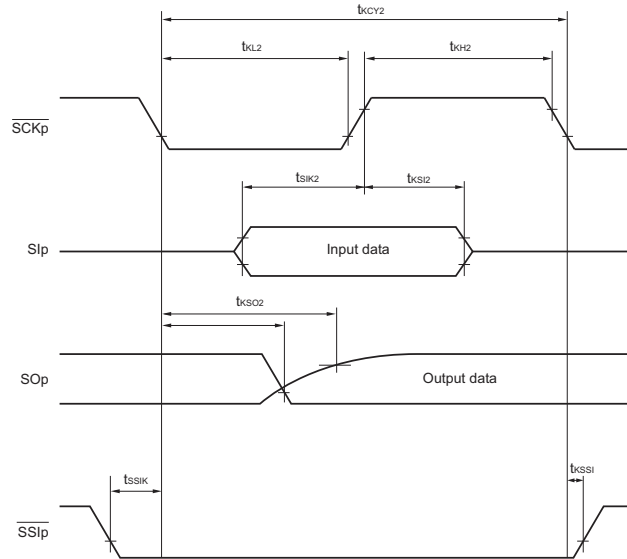 tKCY2
tKL2
tKH2
SCKp
tSIK2
tKSI2
SIp
Input data
tKSO2
SOp
Output data
tSSIK
tKSSI
SSIp